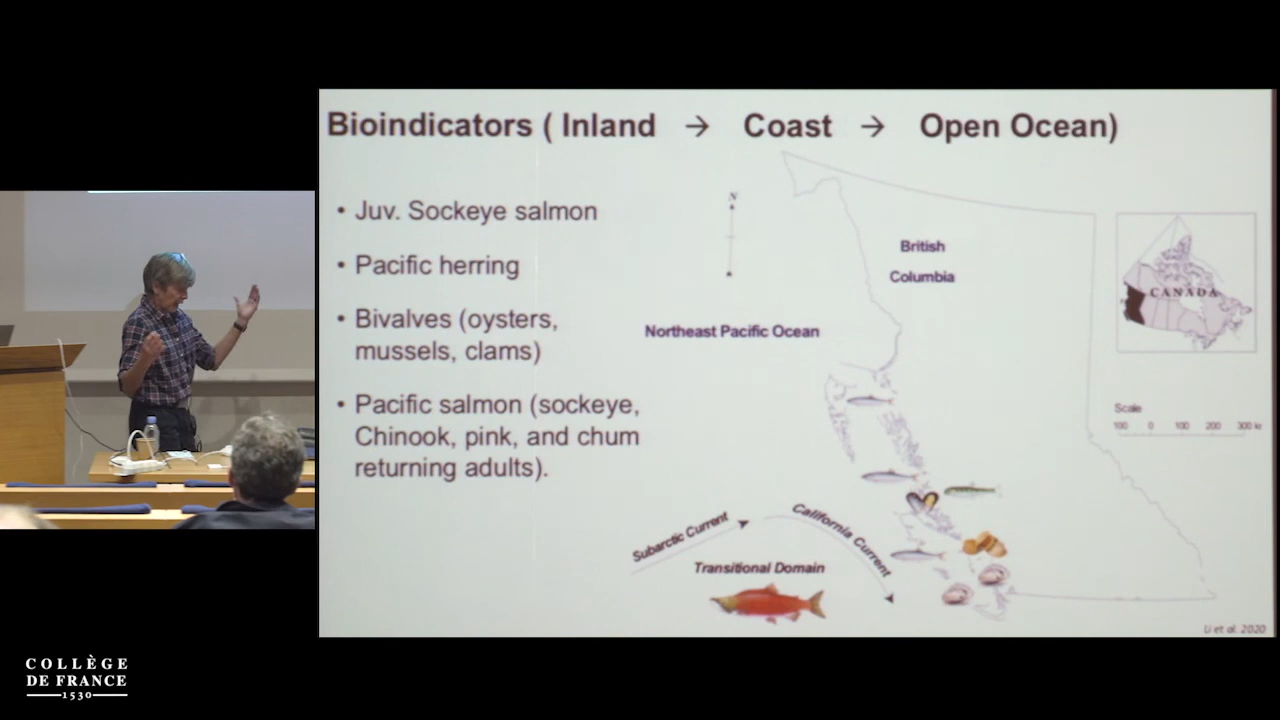 Bioindicators ( Inland → Coast → Open Ocean)
• Juv. Sockeye salmon
• Pacific herring
• Bivalves (oysters,
mussels, clams)
• Pacific salmon (sockeye,
Chinook, pink, and chum
returning adults).
N
British
Columbia
Northeast Pacific Ocean
CANADA
Scale
100 0 100 200 300
Subarctic Current
California Current
Transitional Domain
Li et al. 2020
COLLÈGE
DE FRANCE
1530